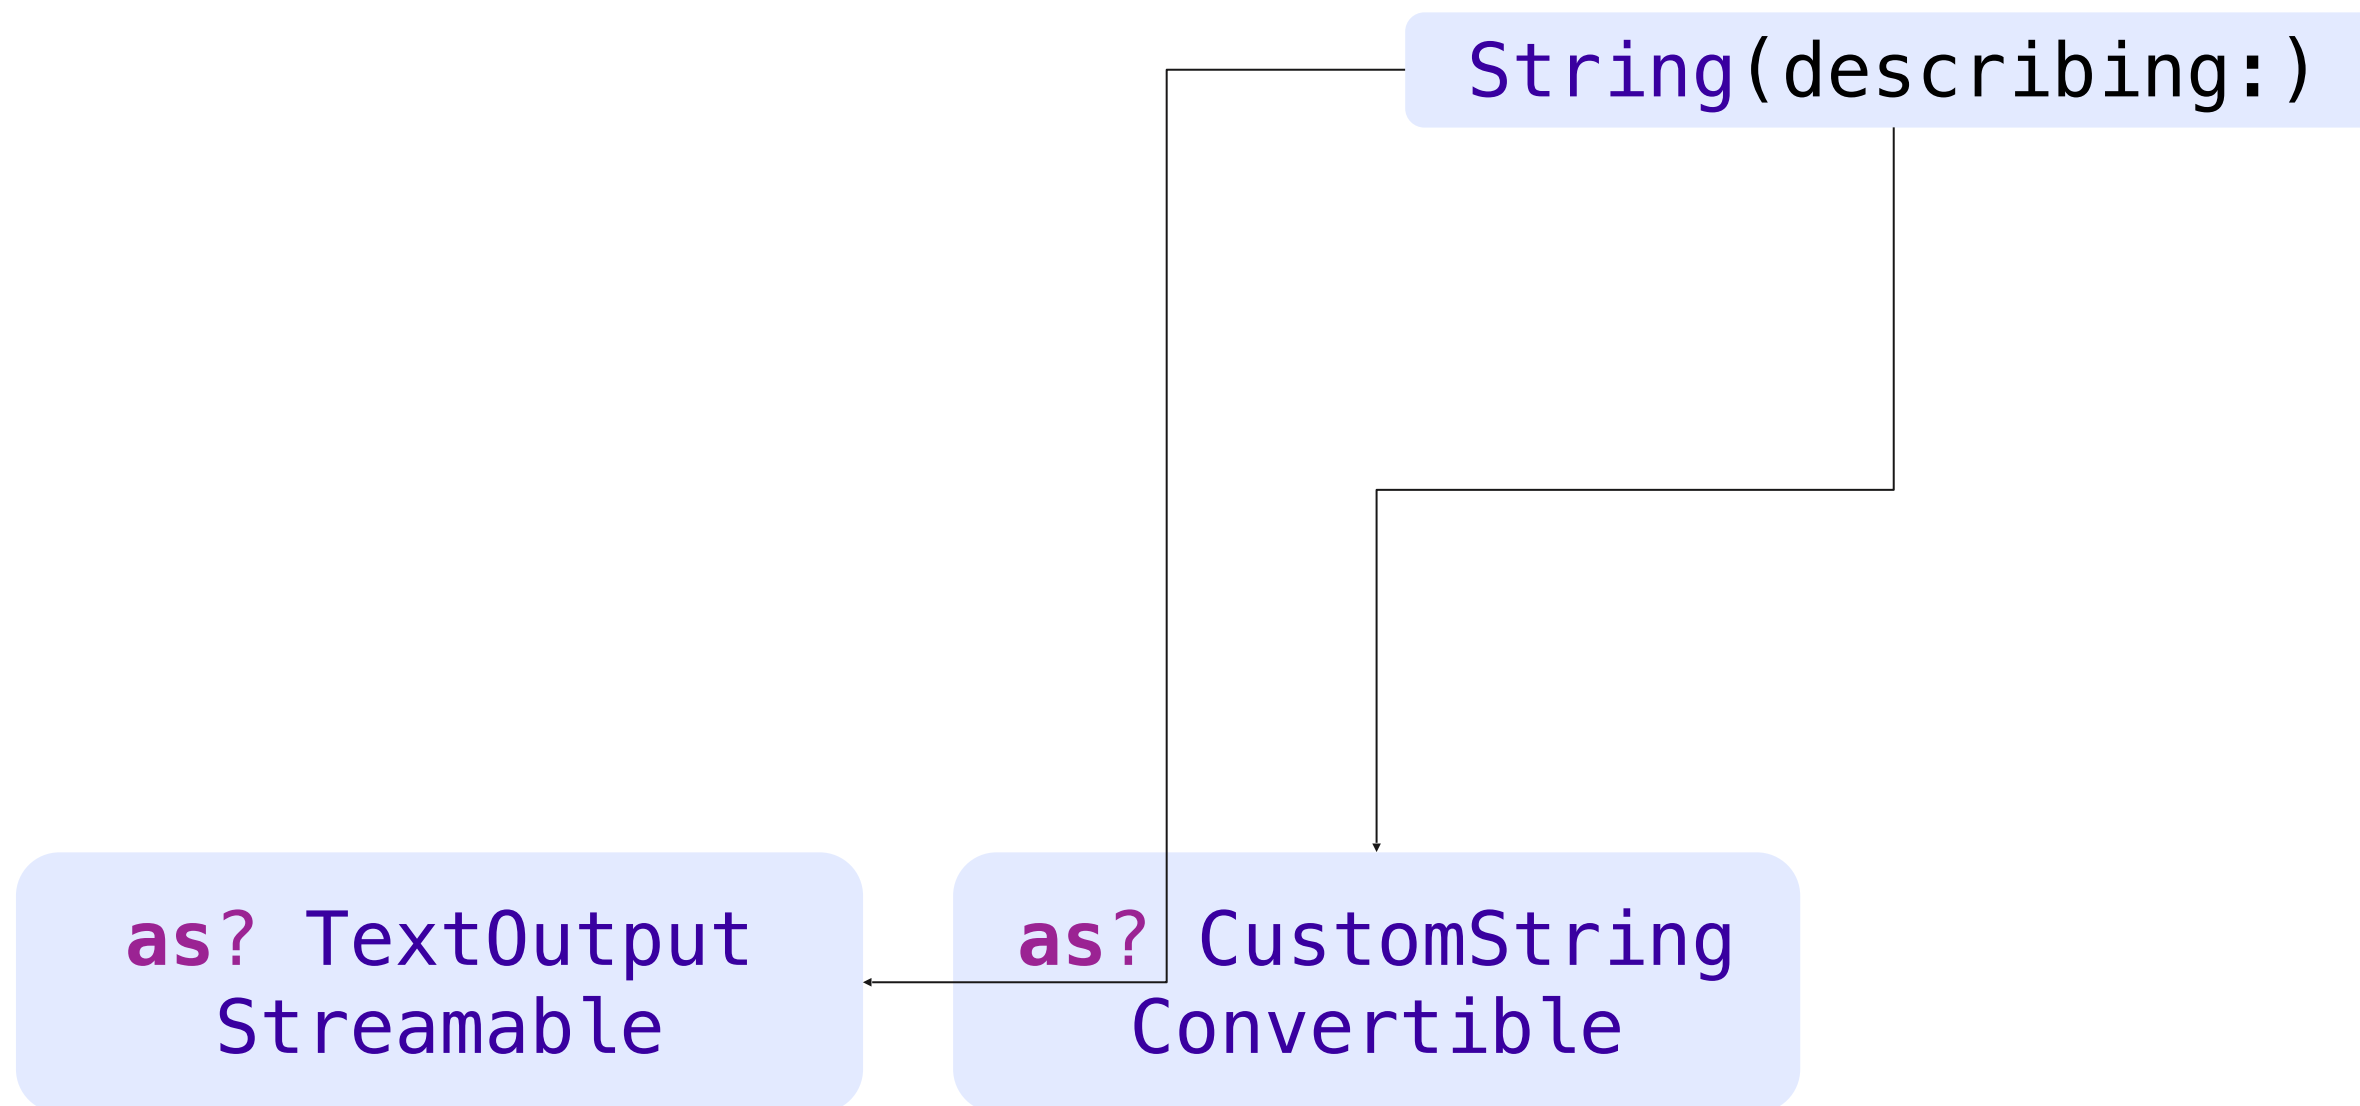 String(describing:)
as? TextOutput
Streamable
as? CustomString
Convertible